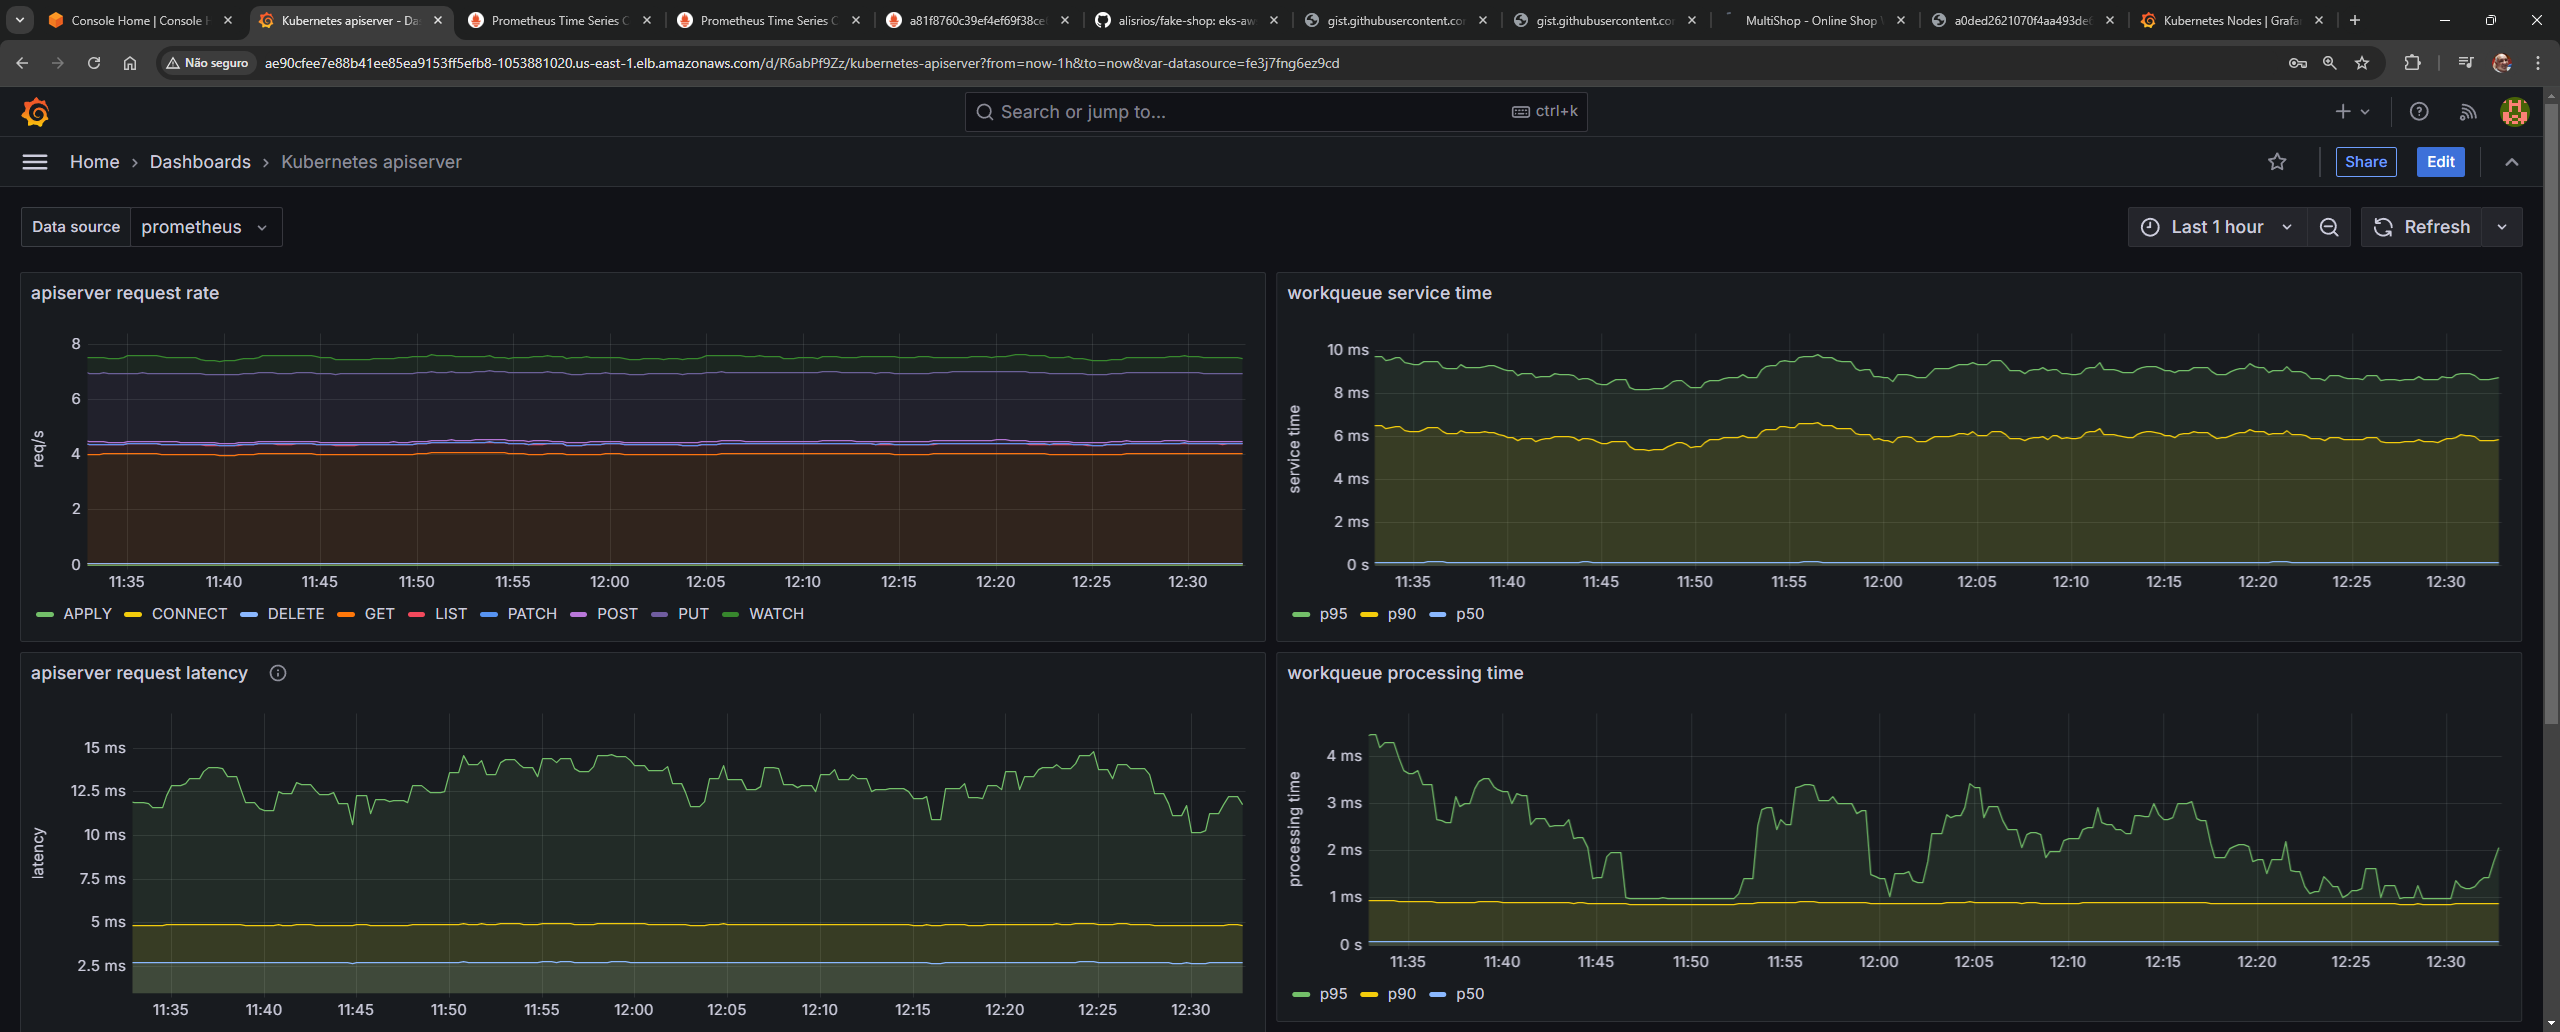 Console Home | Console H
Kubernetes apiserver - Da
Prometheus Time Series C
Prometheus Time Series C
a81f8760c39ef4ef69f38ce
alisrios/fake-shop: eks-aw
gist.githubusercontent.co
gist.githubusercontent.co
MultiShop - Online Shop
a0ded2621070f4aa493de
Kubernetes Nodes | Grafa
Não seguro
ae90cfee7e88b41ee85ea9153ff5efb8-1053881020.us-east-1.elb.amazonaws.com/d/R6abPf9Zz/kubernetes-apiserver?from=now-1h&to=now&var-datasource=fe3j7fng6ez9cd
Search or jump to...
ctrl+k
Home › Dashboards › Kubernetes apiserver
Share
Edit
Data source
prometheus
Last 1 hour
Refresh
apiserver request rate
req/s
8
6
4
2
0
11:35 11:40 11:45 11:50 11:55 12:00 12:05 12:10 12:15 12:20 12:25 12:30
APPLY CONNECT DELETE GET LIST PATCH POST PUT WATCH
workqueue service time
service time
10 ms
8 ms
6 ms
4 ms
2 ms
0 s
11:35 11:40 11:45 11:50 11:55 12:00 12:05 12:10 12:15 12:20 12:25 12:30
p95 p90 p50
apiserver request latency
latency
15 ms
12.5 ms
10 ms
7.5 ms
5 ms
2.5 ms
11:35 11:40 11:45 11:50 11:55 12:00 12:05 12:10 12:15 12:20 12:25 12:30
workqueue processing time
processing time
4 ms
3 ms
2 ms
1 ms
0 s
11:35 11:40 11:45 11:50 11:55 12:00 12:05 12:10 12:15 12:20 12:25 12:30
p95 p90 p50